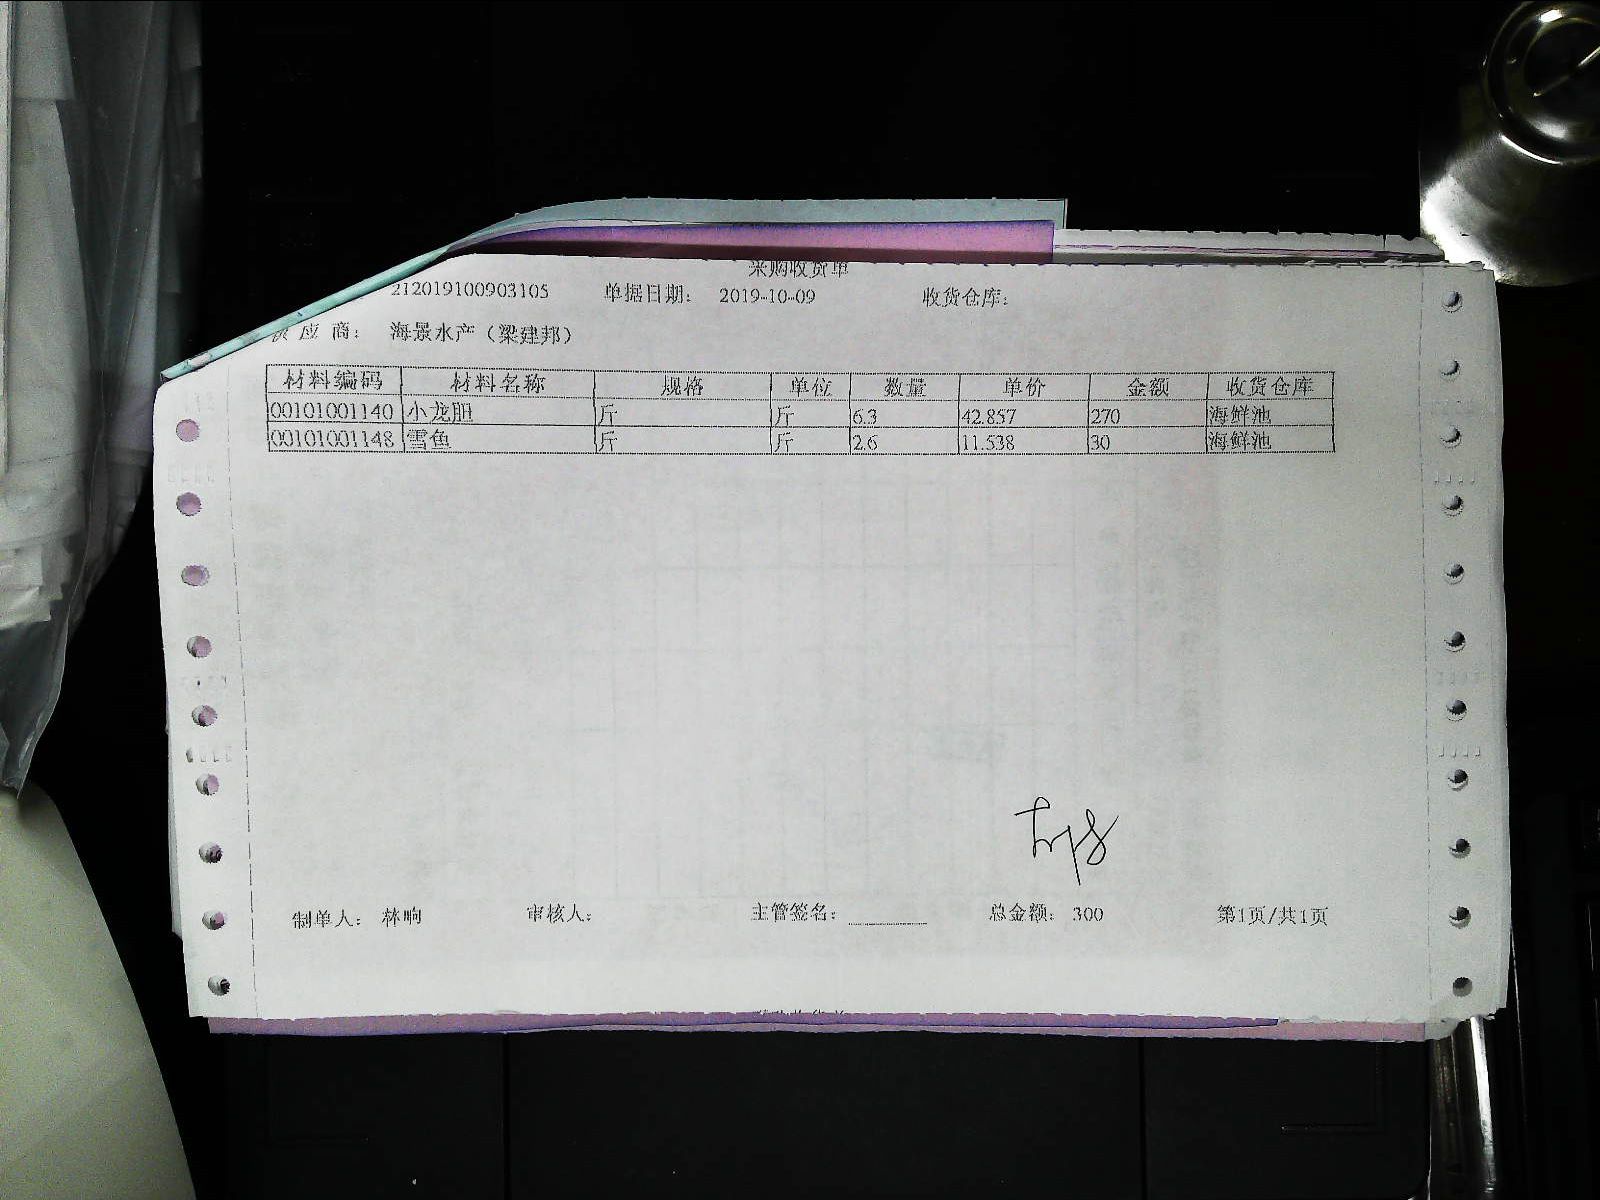 采购收货单
212019100903105 单据日期: 2019-10-09 收货仓库:
供应商: 海景水产（梁建邦）
材料编码 材料名称 规格 单位 数量 单价 金额 收货仓库
00101001140 小龙胆 斤 斤 6.3 42.857 270 海鲜池
00101001148 雪鱼 斤 斤 2.6 11.538 30 海鲜池
制单人: 林响 审核人: 主管签名: 总金额: 300 第1页/共1页